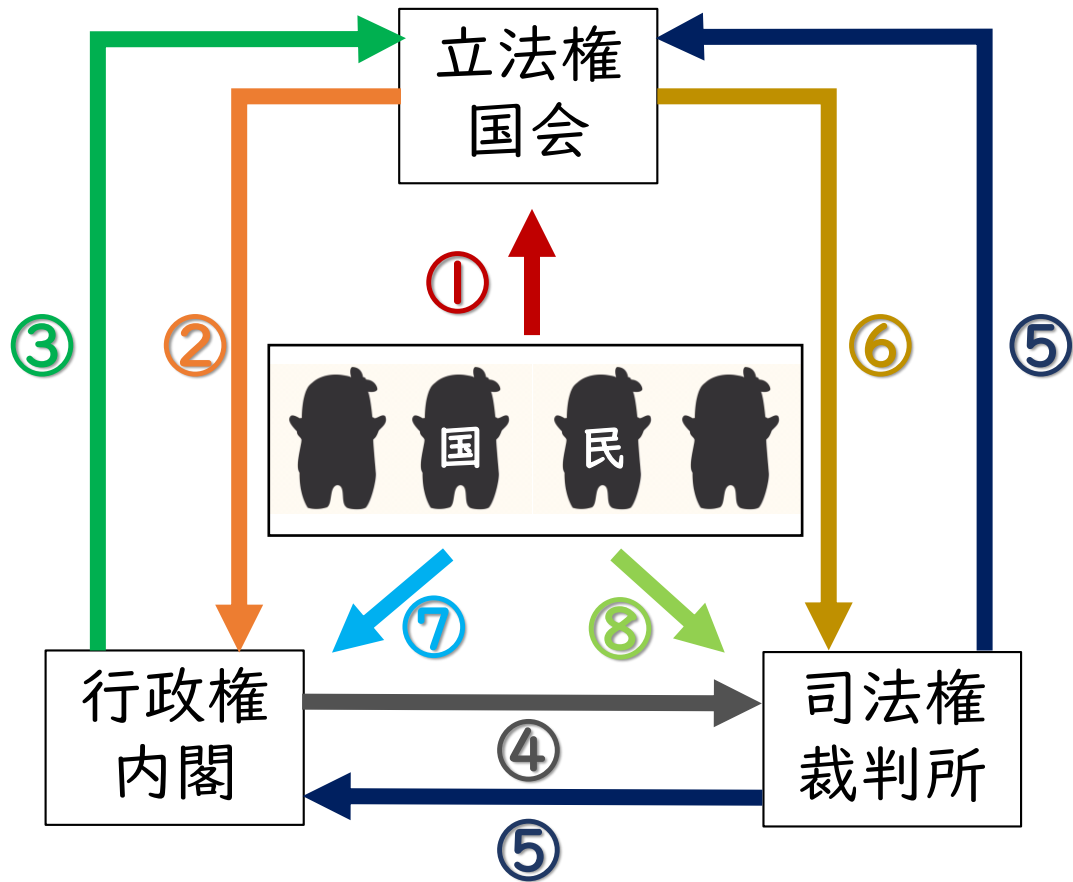 立法権
国会
①
③
②
⑥
⑤
国民
⑦
⑧
行政権
内閣
④
⑤
司法権
裁判所